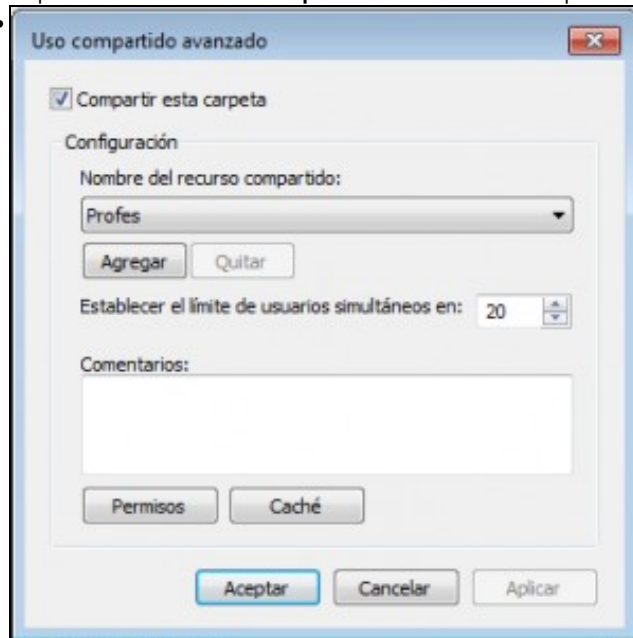 Uso compartido avanzado
Compartir esta carpeta
Configuración
Nombre del recurso compartido:
Profes
Agregar Quitar
Establecer el límite de usuarios simultáneos en: 20
Comentarios:
Permisos Caché
Aceptar Cancelar Aplicar